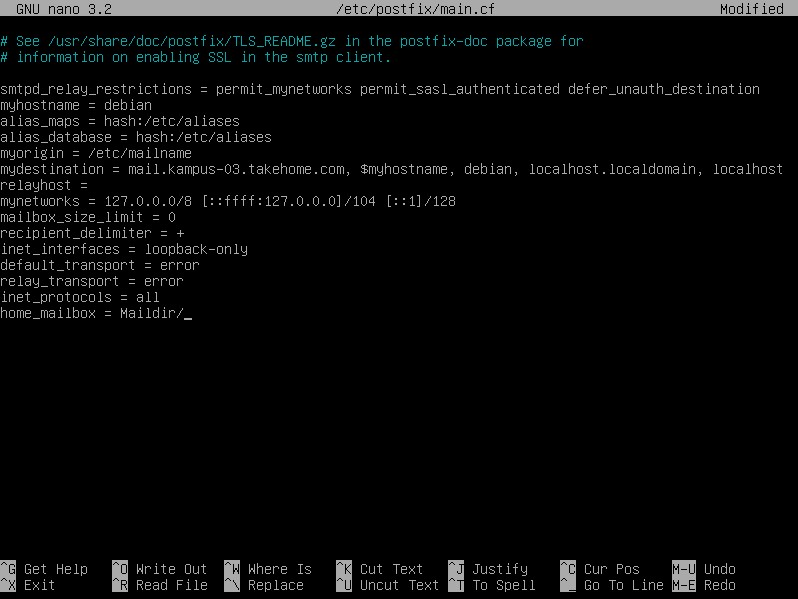 GNU nano 3.2 /etc/postfix/main.cf Modified
# See /usr/share/doc/postfix/TLS_README.gz in the postfix-doc package for
# information on enabling SSL in the smtp client.
smtpd_relay_restrictions = permit_mynetworks permit_sasl_authenticated defer_unauth_destination
myhostname = debian
alias_maps = hash:/etc/aliases
alias_database = hash:/etc/aliases
myorigin = /etc/mailname
mydestination = mail.kampus-03.takehome.com, $myhostname, debian, localhost.localdomain, localhost
relayhost =
mynetworks = 127.0.0.0/8 [::ffff:127.0.0.0]/104 [::1]/128
mailbox_size_limit = 0
recipient_delimiter = +
inet_interfaces = loopback-only
default_transport = error
relay_transport = error
inet_protocols = all
home_mailbox = Maildir/_
^G Get Help ^O Write Out ^W Where Is ^K Cut Text ^J Justify ^C Cur Pos M-U Undo
^X Exit ^R Read File ^\ Replace ^U Uncut Text ^T To Spell ^_ Go To Line M-E Redo